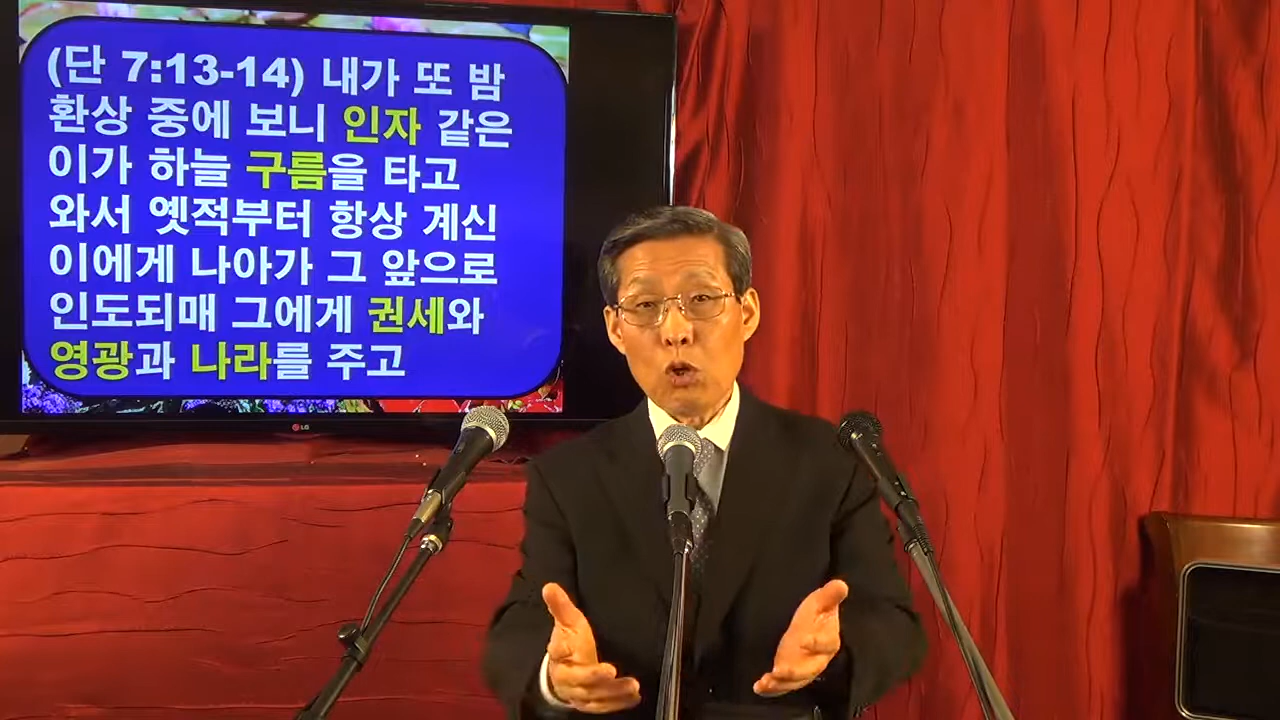 (단 7:13-14) 내가 또 밤
환상 중에 보니 인자 같은
이가 하늘 구름을 타고
와서 옛적부터 항상 계신
이에게 나아가 그 앞으로
인도되매 그에게 권세와
영광과 나라를 주고
LG